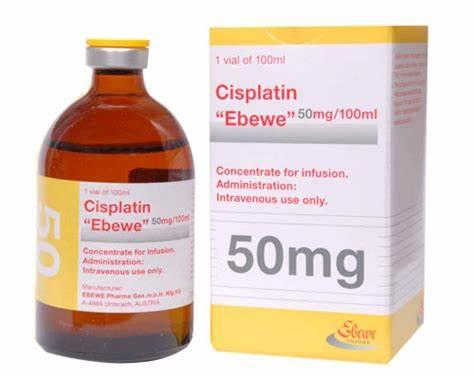 1 vial of 100ml
Cisplatin
"Ebewe" 50mg/100ml
Concentrate for infusion.
Administration:
Intravenous use only.
Manufacturer:
EBEWE Pharma Ges.m.b.H. Nfg.KG
A-4866 Unterach, AUSTRIA
50
1 vial of 100ml
Cisplatin
"Ebewe" 50mg/100ml
Concentrate for infusion.
Administration:
Intravenous use only.
50mg
Ebewe
PHARMA